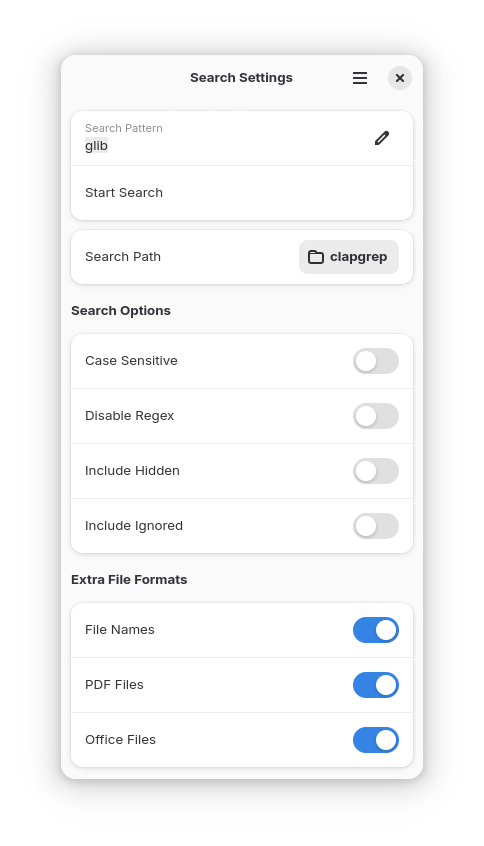 Search Settings
Search Pattern
glib
Start Search
Search Path
clapgrep
Search Options
Case Sensitive
Disable Regex
Include Hidden
Include Ignored
Extra File Formats
File Names
PDF Files
Office Files